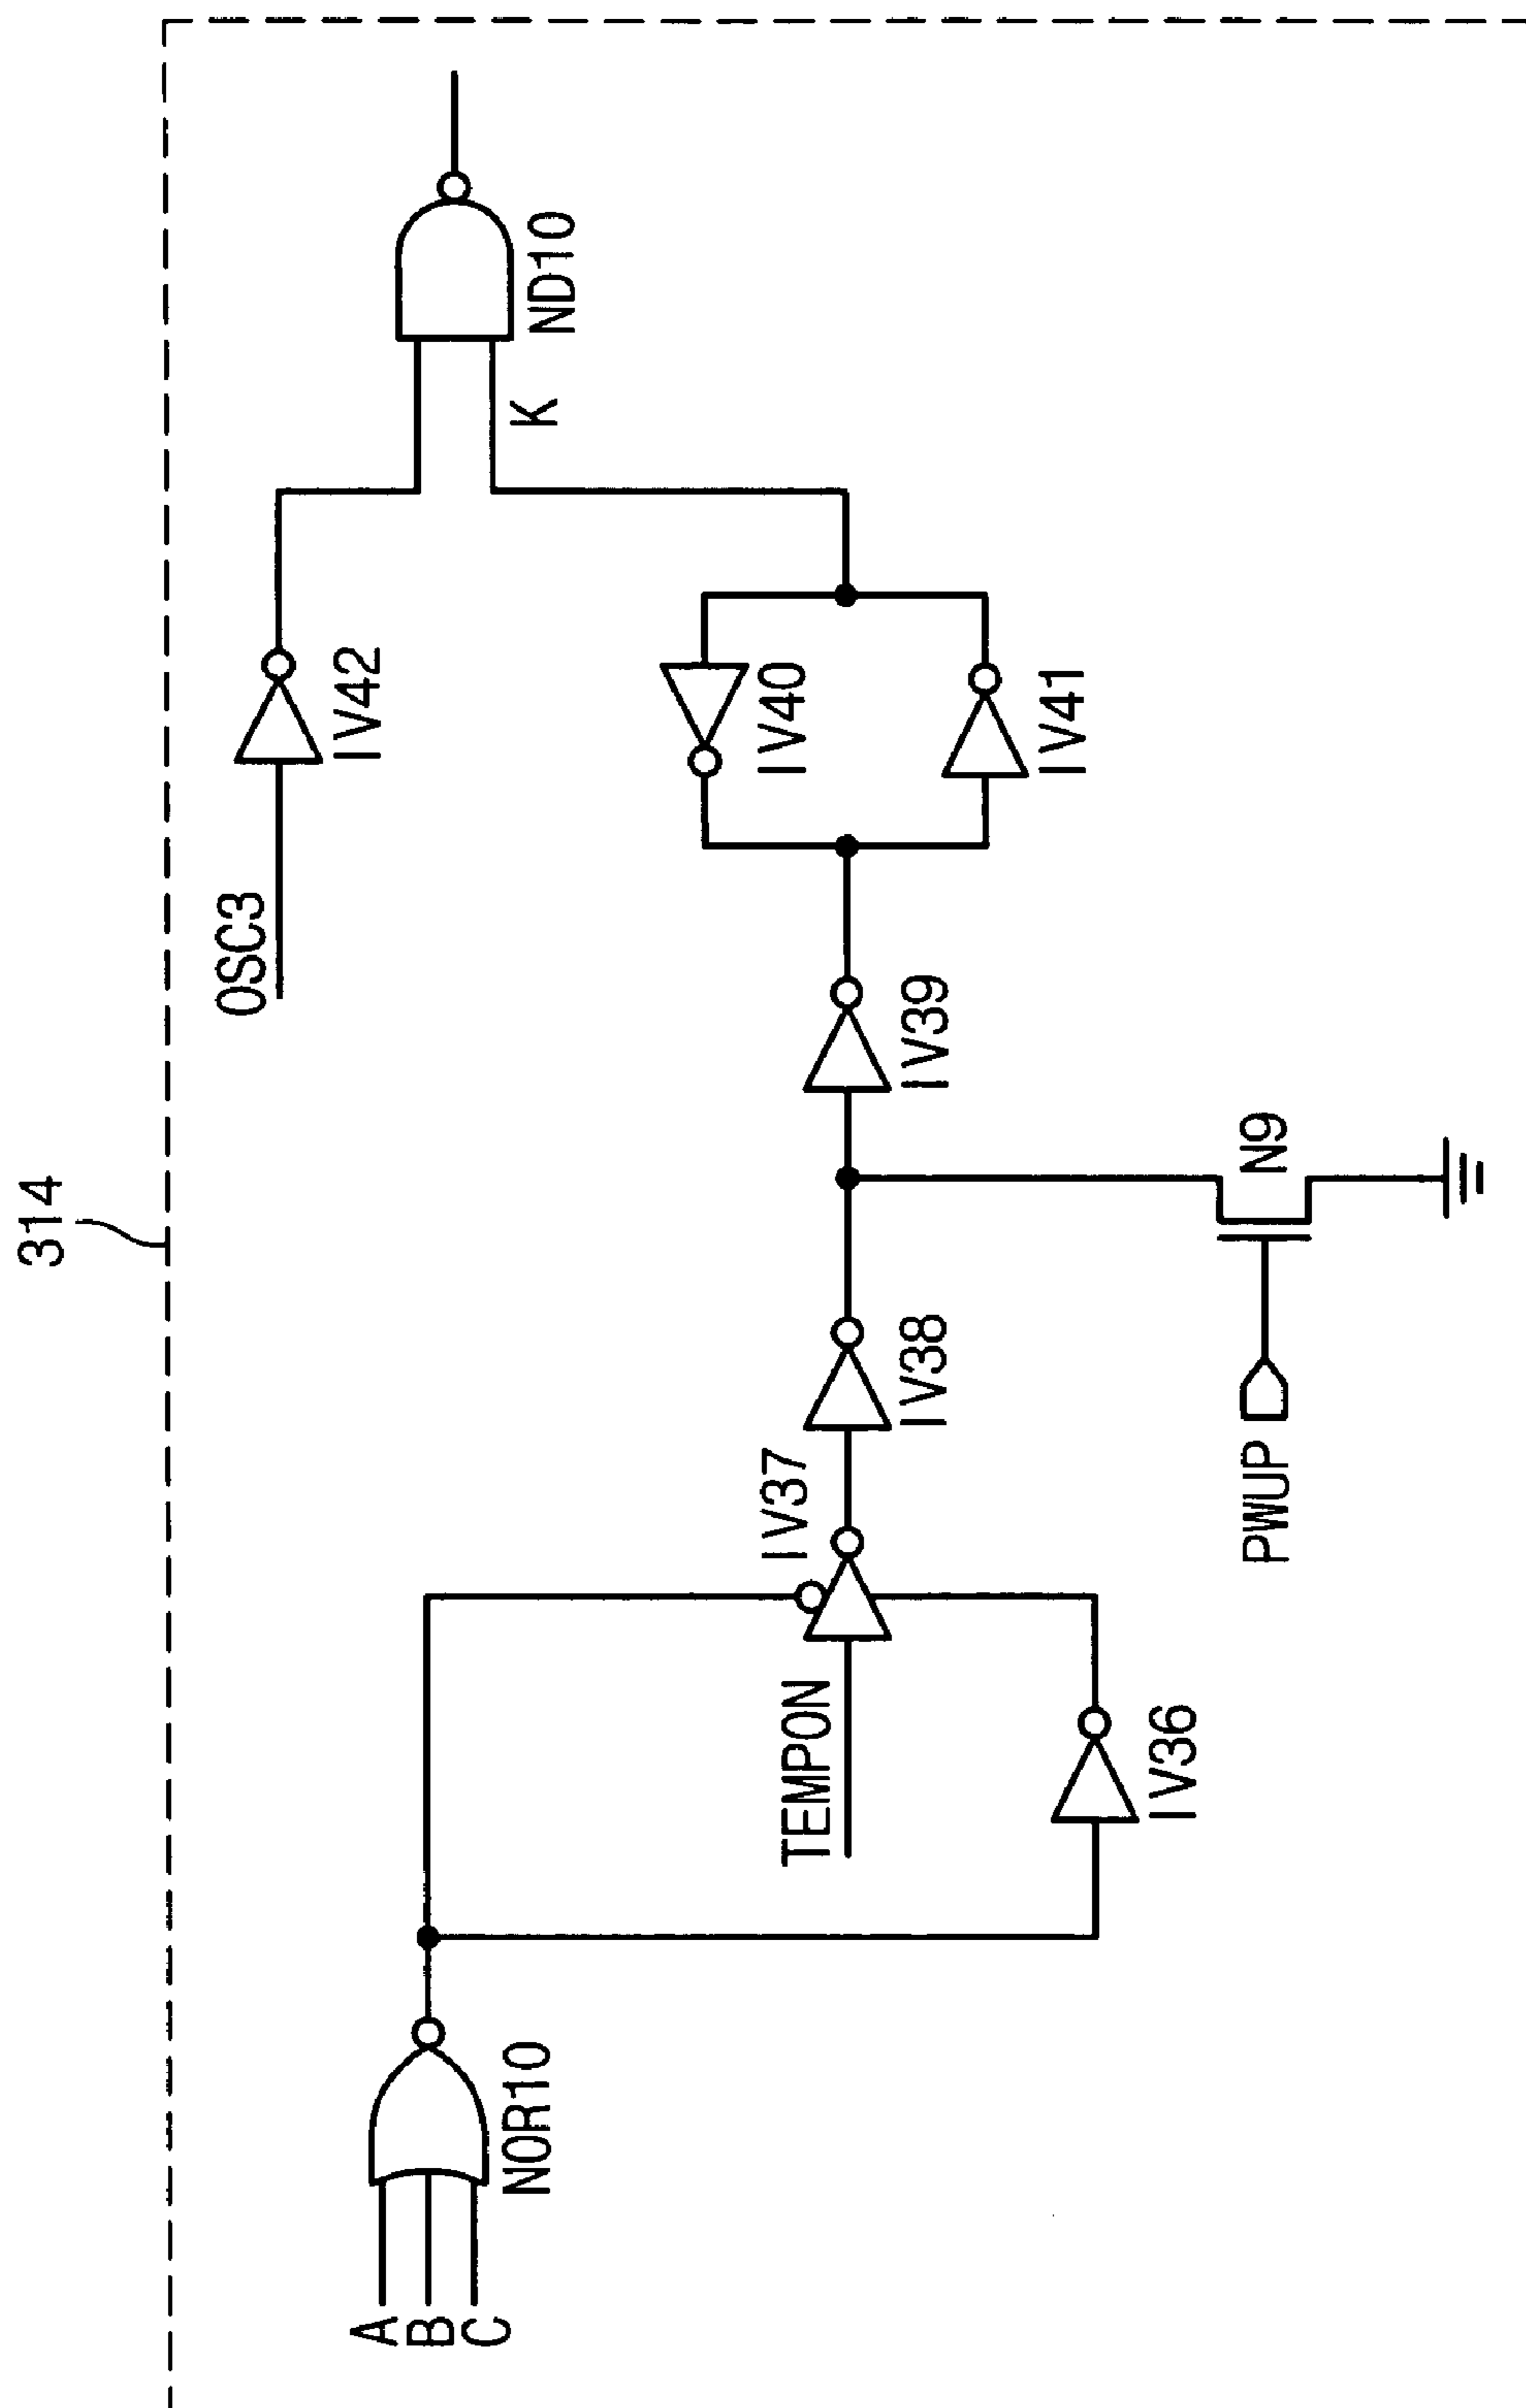 314
A
B
C
NOR10
TEMPON
IV36
IV37
IV38
PWUP
N9
IV39
OSC3
IV42
IV40
IV41
K
ND10